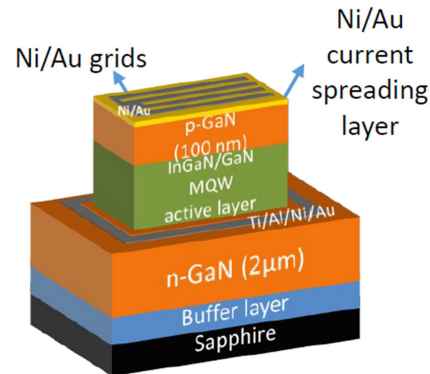 Ni/Au grids
Ni/Au
current
spreading
layer
Ni/Au
p-GaN
(100 nm)
InGaN/GaN
MQW
active layer
Ti/Al/Ni/Au
n-GaN (2μm)
Buffer layer
Sapphire